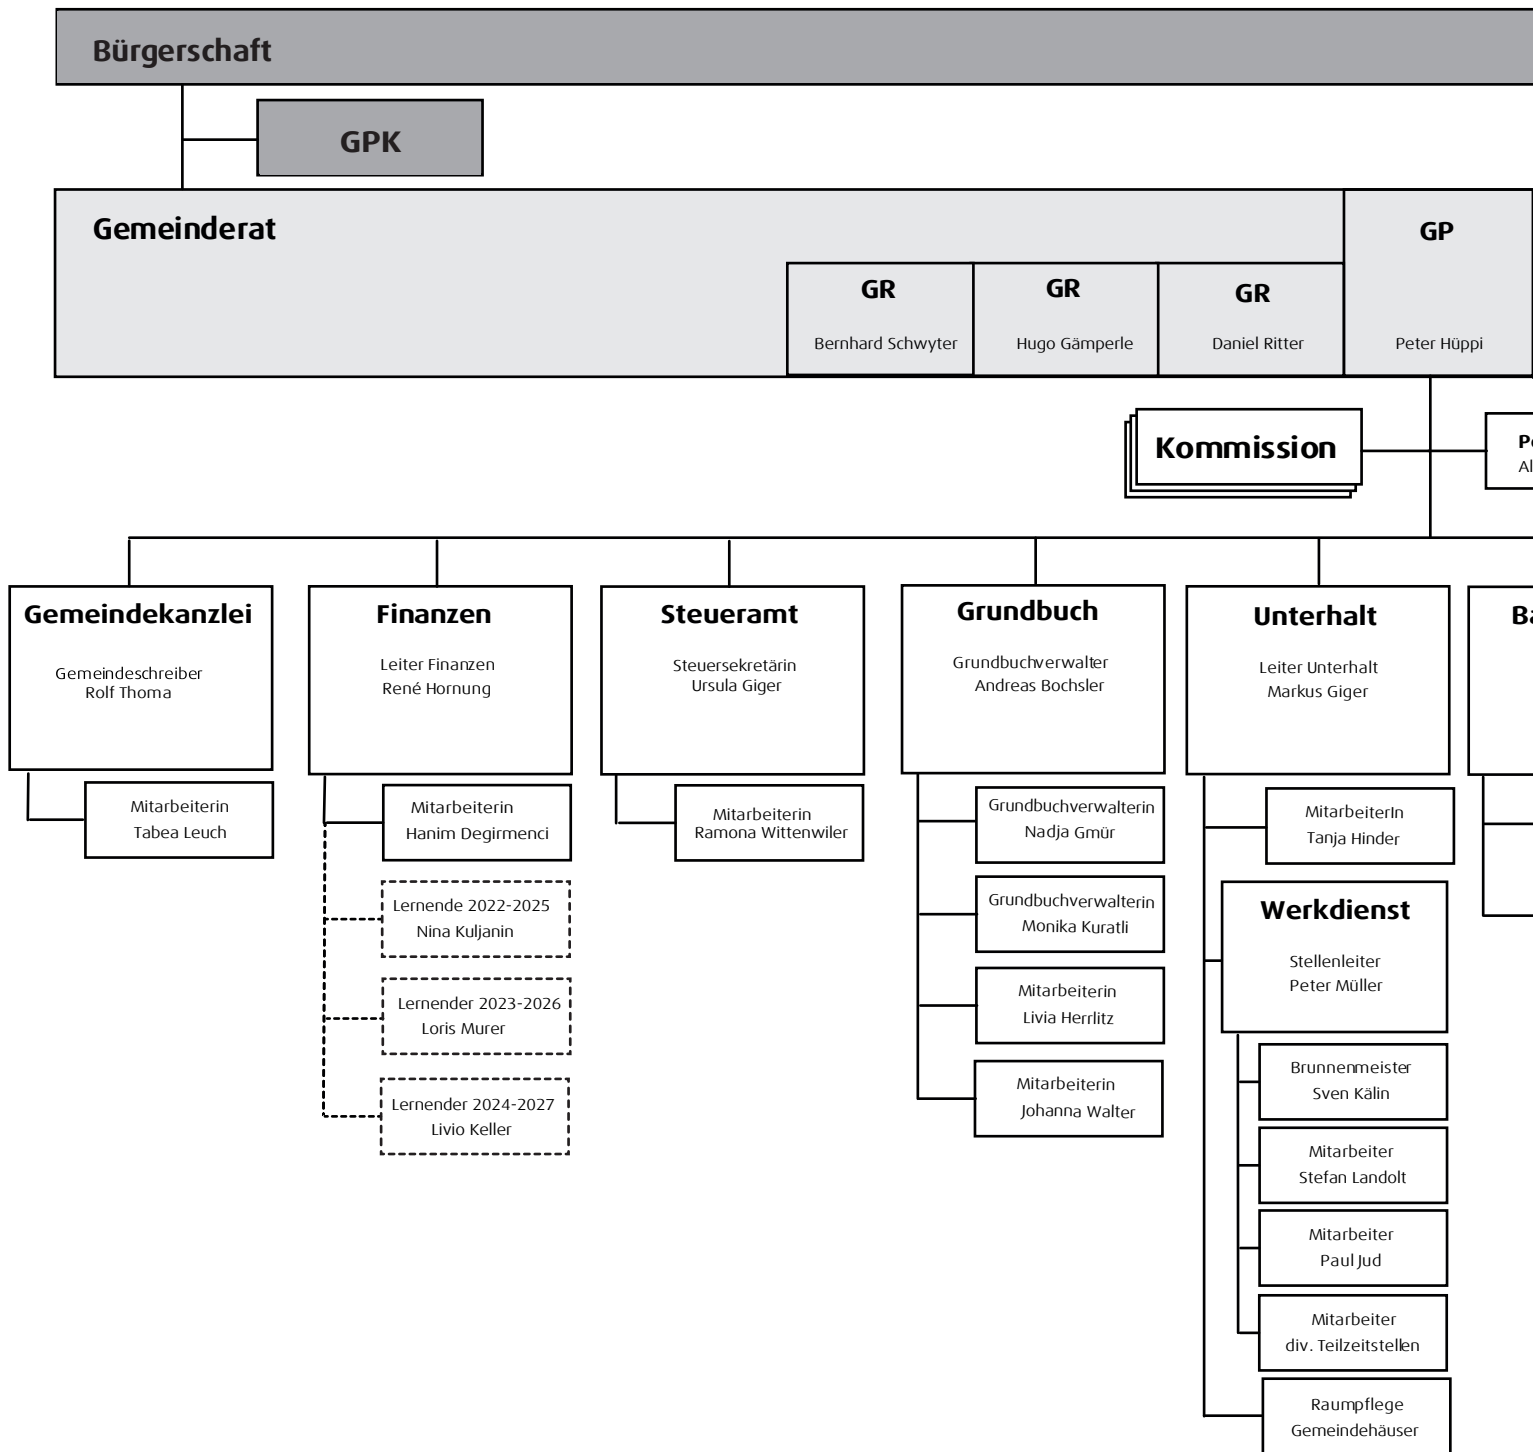 Bürgerschaft
GPK
Gemeinderat
GP
Peter Hüppi
GR
Bernhard Schwyter
GR
Hugo Gämperle
GR
Daniel Ritter
Kommission
Gemeindekanzlei
Gemeindeschreiber
Rolf Thoma
Mitarbeiterin
Tabea Leuch
Finanzen
Leiter Finanzen
René Hornung
Mitarbeiterin
Hanim Degirmenci
Lernende 2022-2025
Nina Kuljanin
Lernender 2023-2026
Loris Murer
Lernender 2024-2027
Livio Keller
Steueramt
Steuersekretärin
Ursula Giger
Mitarbeiterin
Ramona Wittenwiler
Grundbuch
Grundbuchverwalter
Andreas Bochsler
Grundbuchverwalterin
Nadja Gmür
Grundbuchverwalterin
Monika Kuratli
Mitarbeiterin
Livia Herrlitz
Mitarbeiterin
Johanna Walter
Unterhalt
Leiter Unterhalt
Markus Giger
MitarbeiterIn
Tanja Hinder
Werkdienst
Stellenleiter
Peter Müller
Brunnenmeister
Sven Kälin
Mitarbeiter
Stefan Landolt
Mitarbeiter
Paul Jud
Mitarbeiter
div. Teilzeitstellen
Raumpflege
Gemeindehäuser